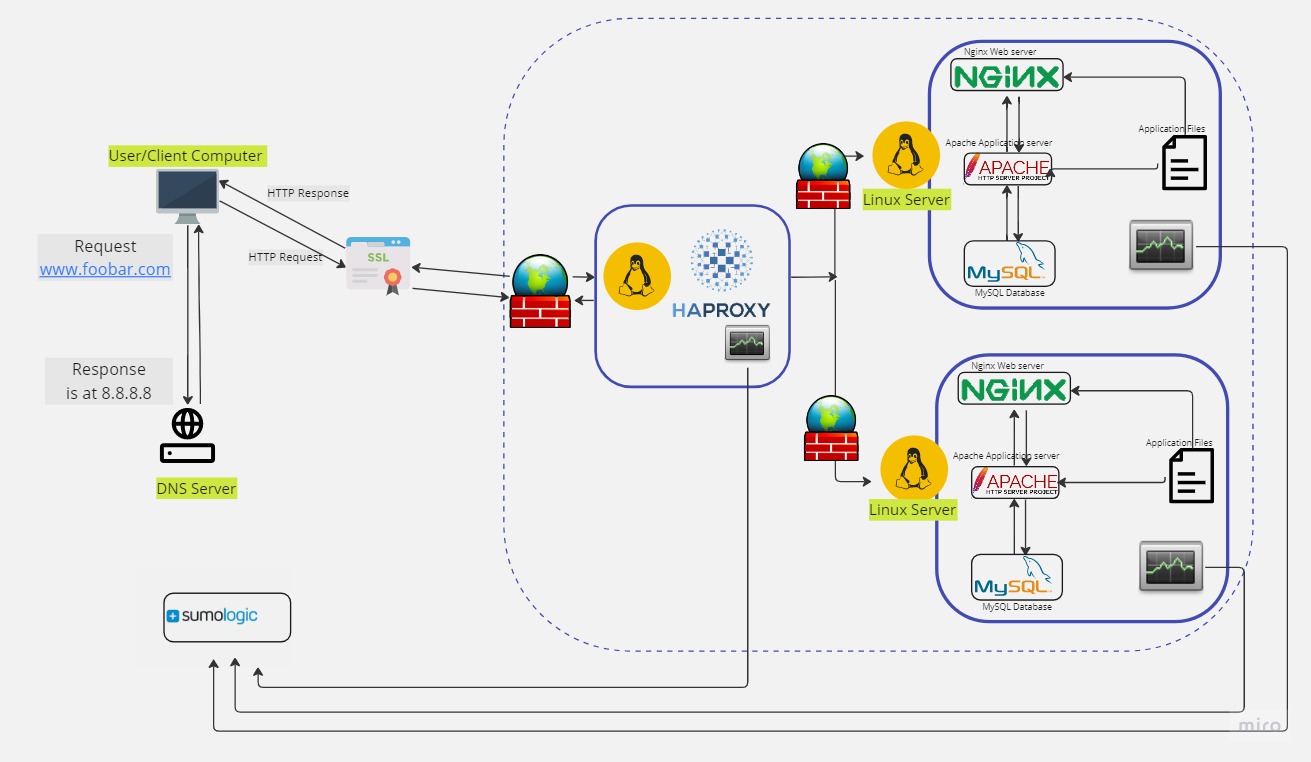 User/Client Computer
HTTP Response
HTTP Request
Request
www.foobar.com
Response
is at 8.8.8.8
DNS Server
SSL
HAPROXY
Linux Server
Nginx Web server
NGiNX
Application Files
Apache Application server
APACHE
HTTP SERVER PROJECT
MySQL
MySQL Database
Linux Server
Nginx Web server
NGiNX
Application Files
Apache Application server
APACHE
HTTP SERVER PROJECT
MySQL
MySQL Database
sumologic
miro